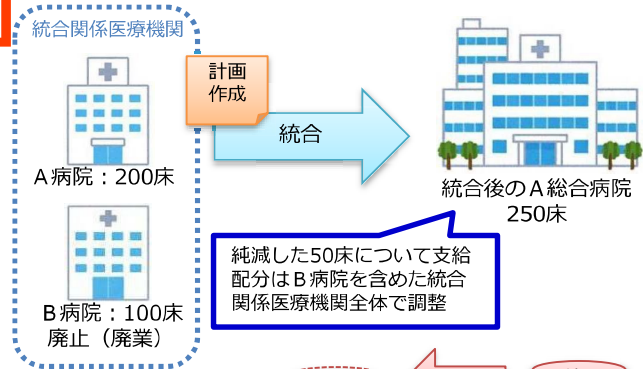 統合関係医療機関
計画
作成
統合
A病院：200床
B病院：100床
廃止（廃業）
統合後のA総合病院
250床
純減した50床について支給
配分はB病院を含めた統合
関係医療機関全体で調整